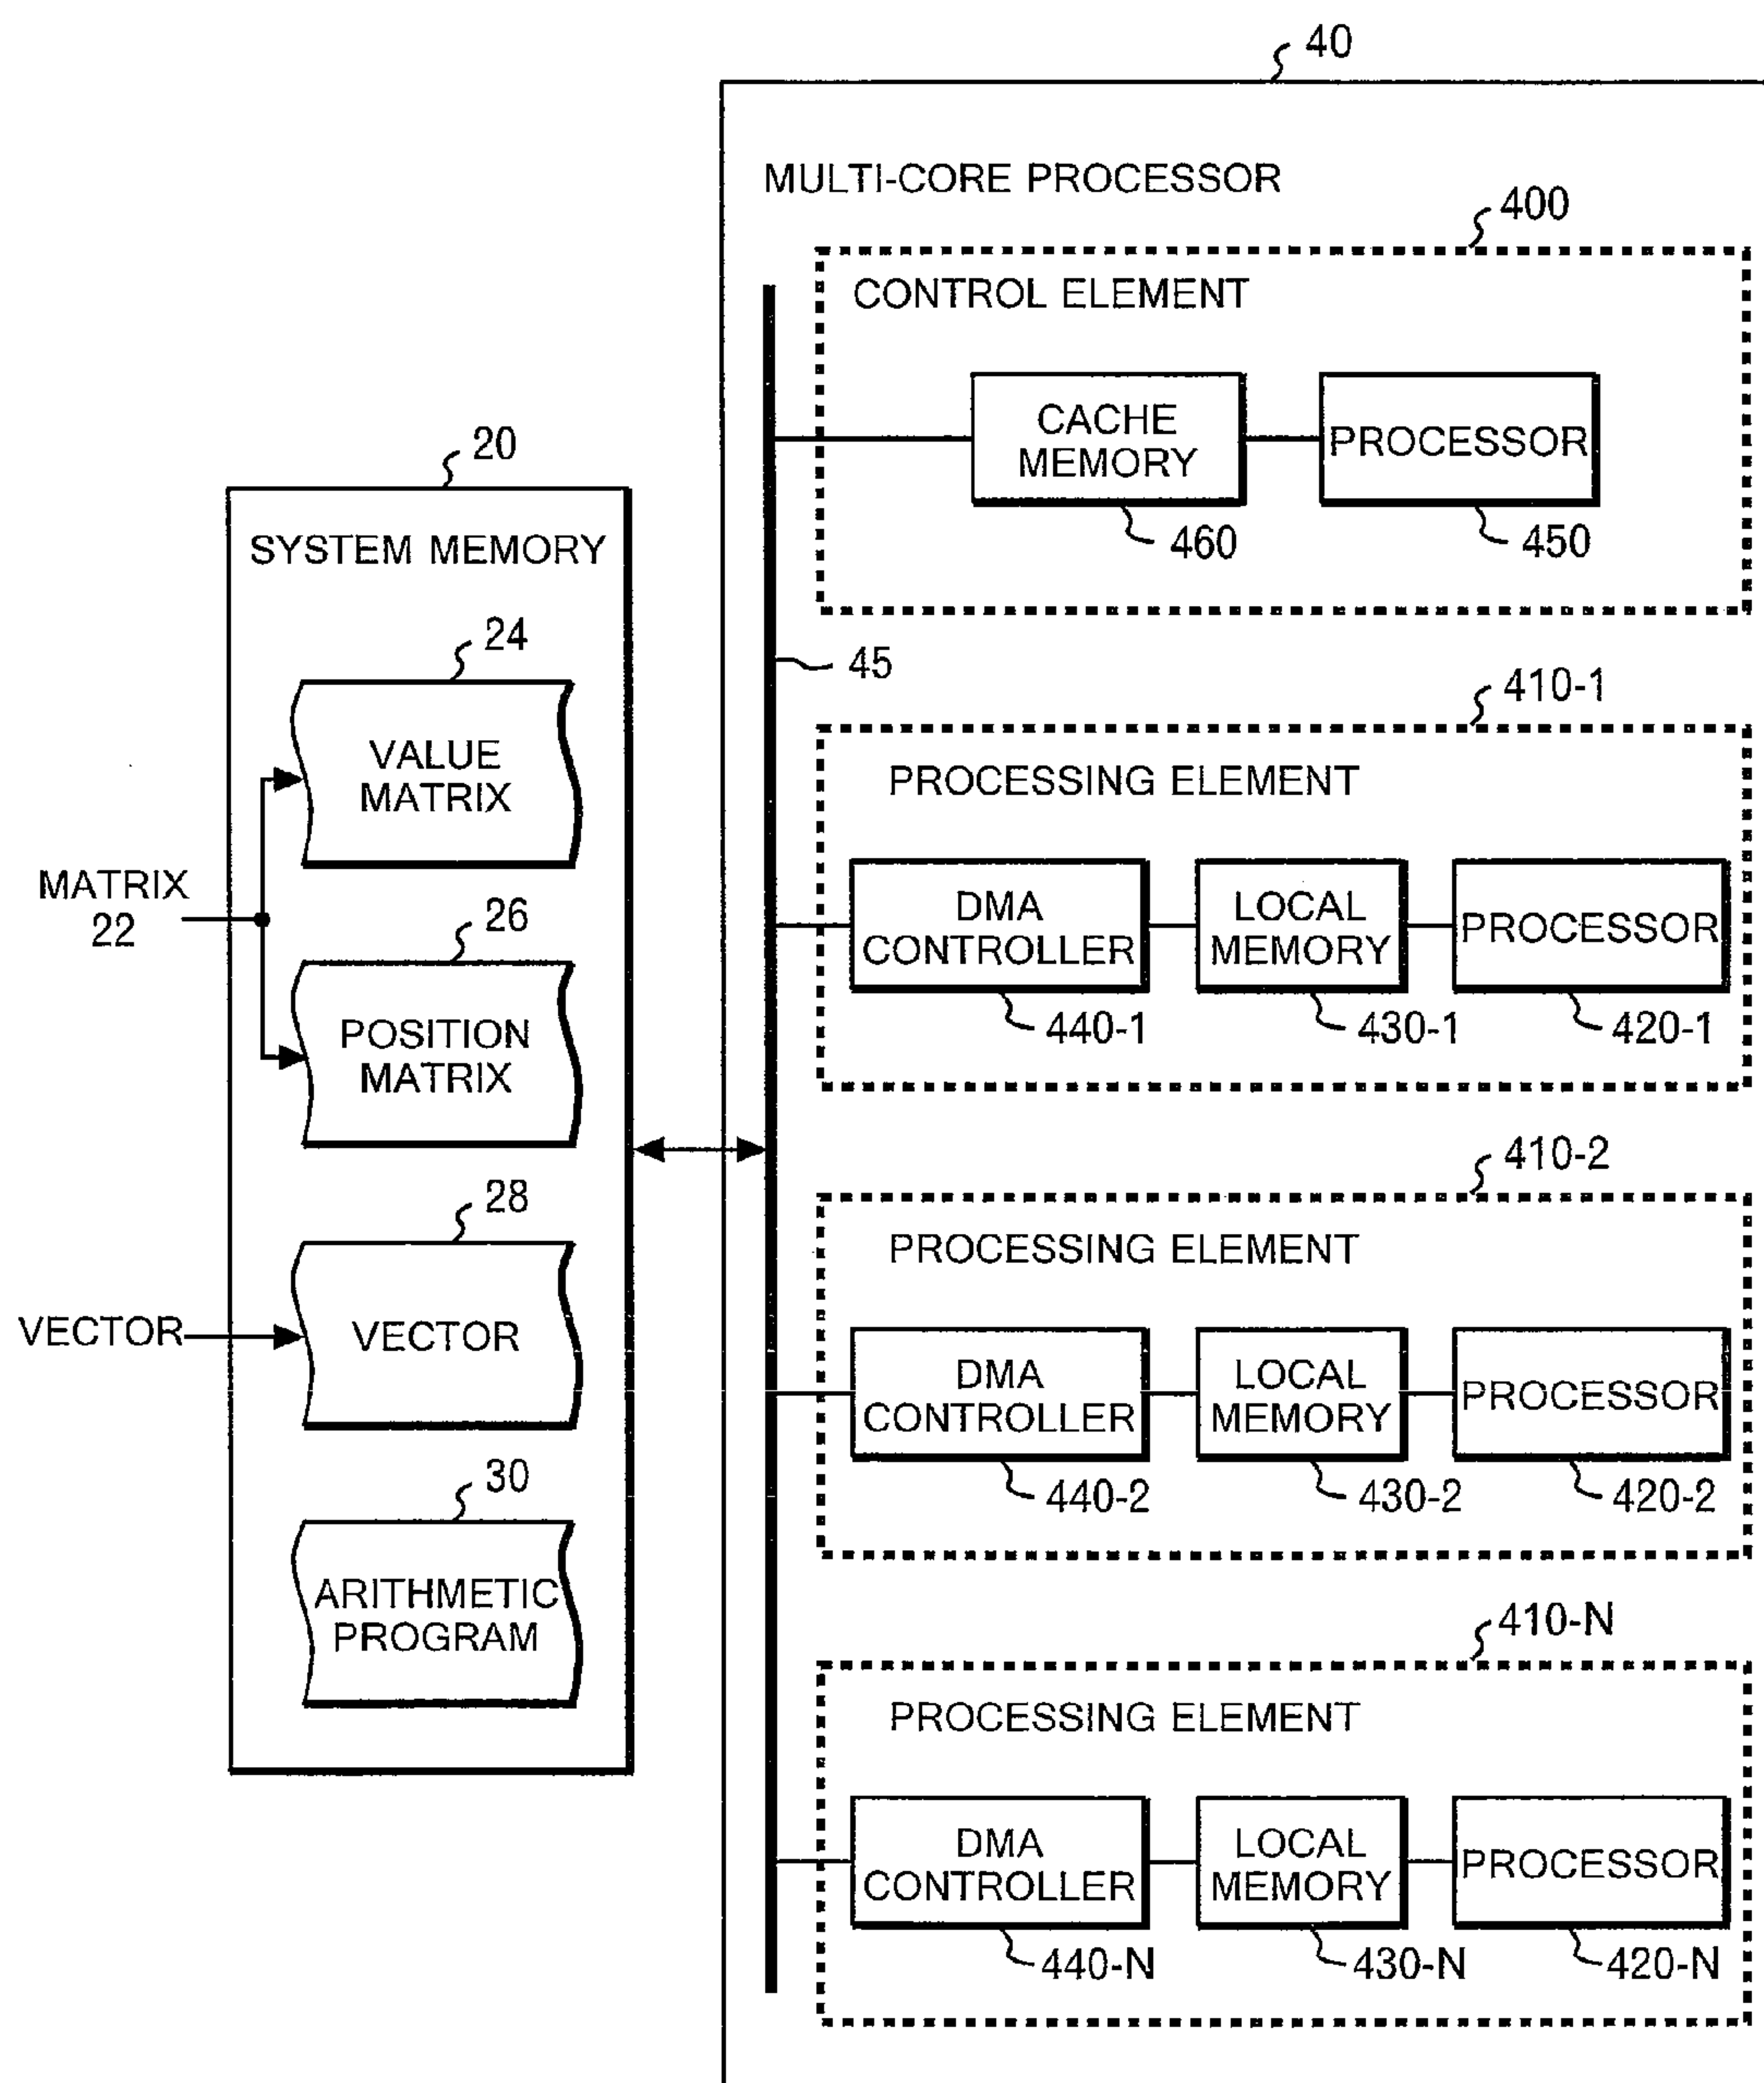 40
MULTI-CORE PROCESSOR
400
CONTROL ELEMENT
CACHE
MEMORY
PROCESSOR
460
450
20
SYSTEM MEMORY
24
VALUE
MATRIX
MATRIX
22
26
POSITION
MATRIX
28
VECTOR
VECTOR
30
ARITHMETIC
PROGRAM
45
410-1
PROCESSING ELEMENT
DMA
CONTROLLER
LOCAL
MEMORY
PROCESSOR
440-1
430-1
420-1
410-2
PROCESSING ELEMENT
DMA
CONTROLLER
LOCAL
MEMORY
PROCESSOR
440-2
430-2
420-2
410-N
PROCESSING ELEMENT
DMA
CONTROLLER
LOCAL
MEMORY
PROCESSOR
440-N
430-N
420-N